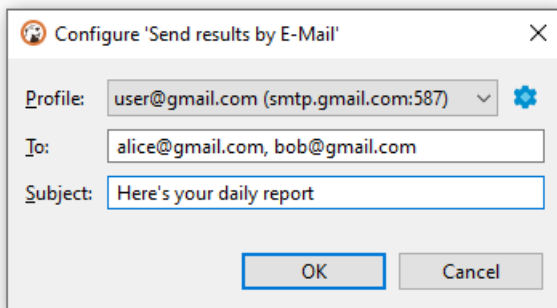 Configure 'Send results by E-Mail'
Profile: user@gmail.com (smtp.gmail.com:587)
To: alice@gmail.com, bob@gmail.com
Subject: Here's your daily report
OK Cancel